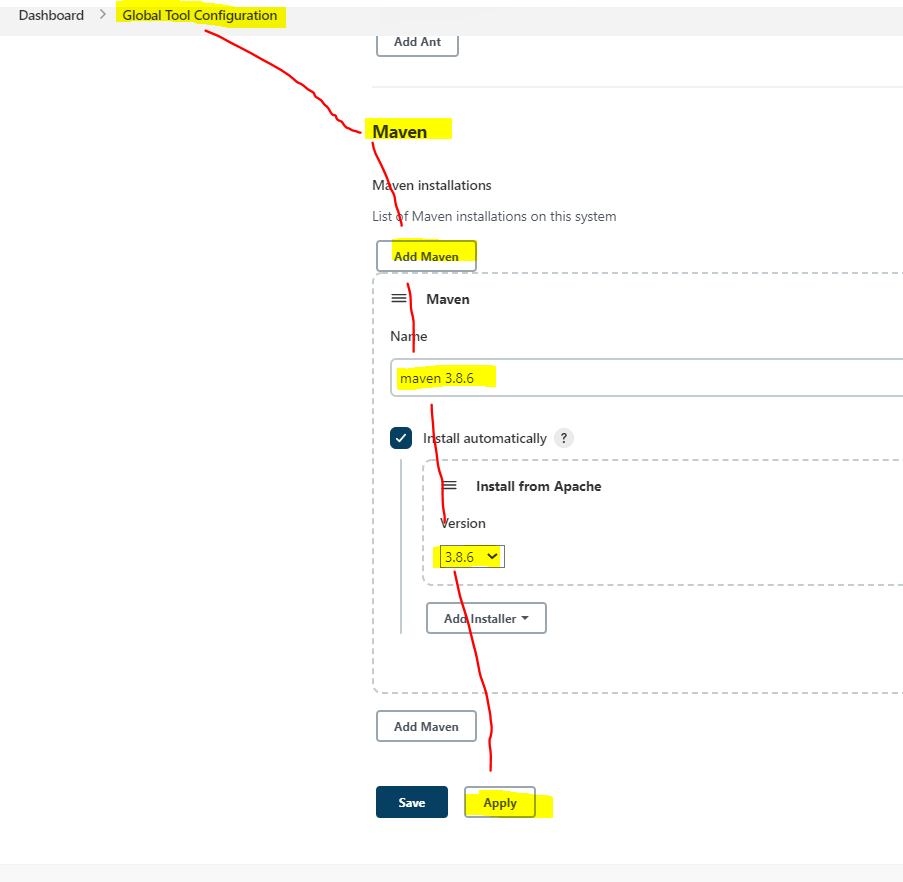 Dashboard > Global Tool Configuration
Add Ant
Maven
Maven installations
List of Maven installations on this system
Add Maven
Maven
Name
maven 3.8.6
Install automatically ?
Install from Apache
Version
3.8.6
Add Installer
Add Maven
Save Apply